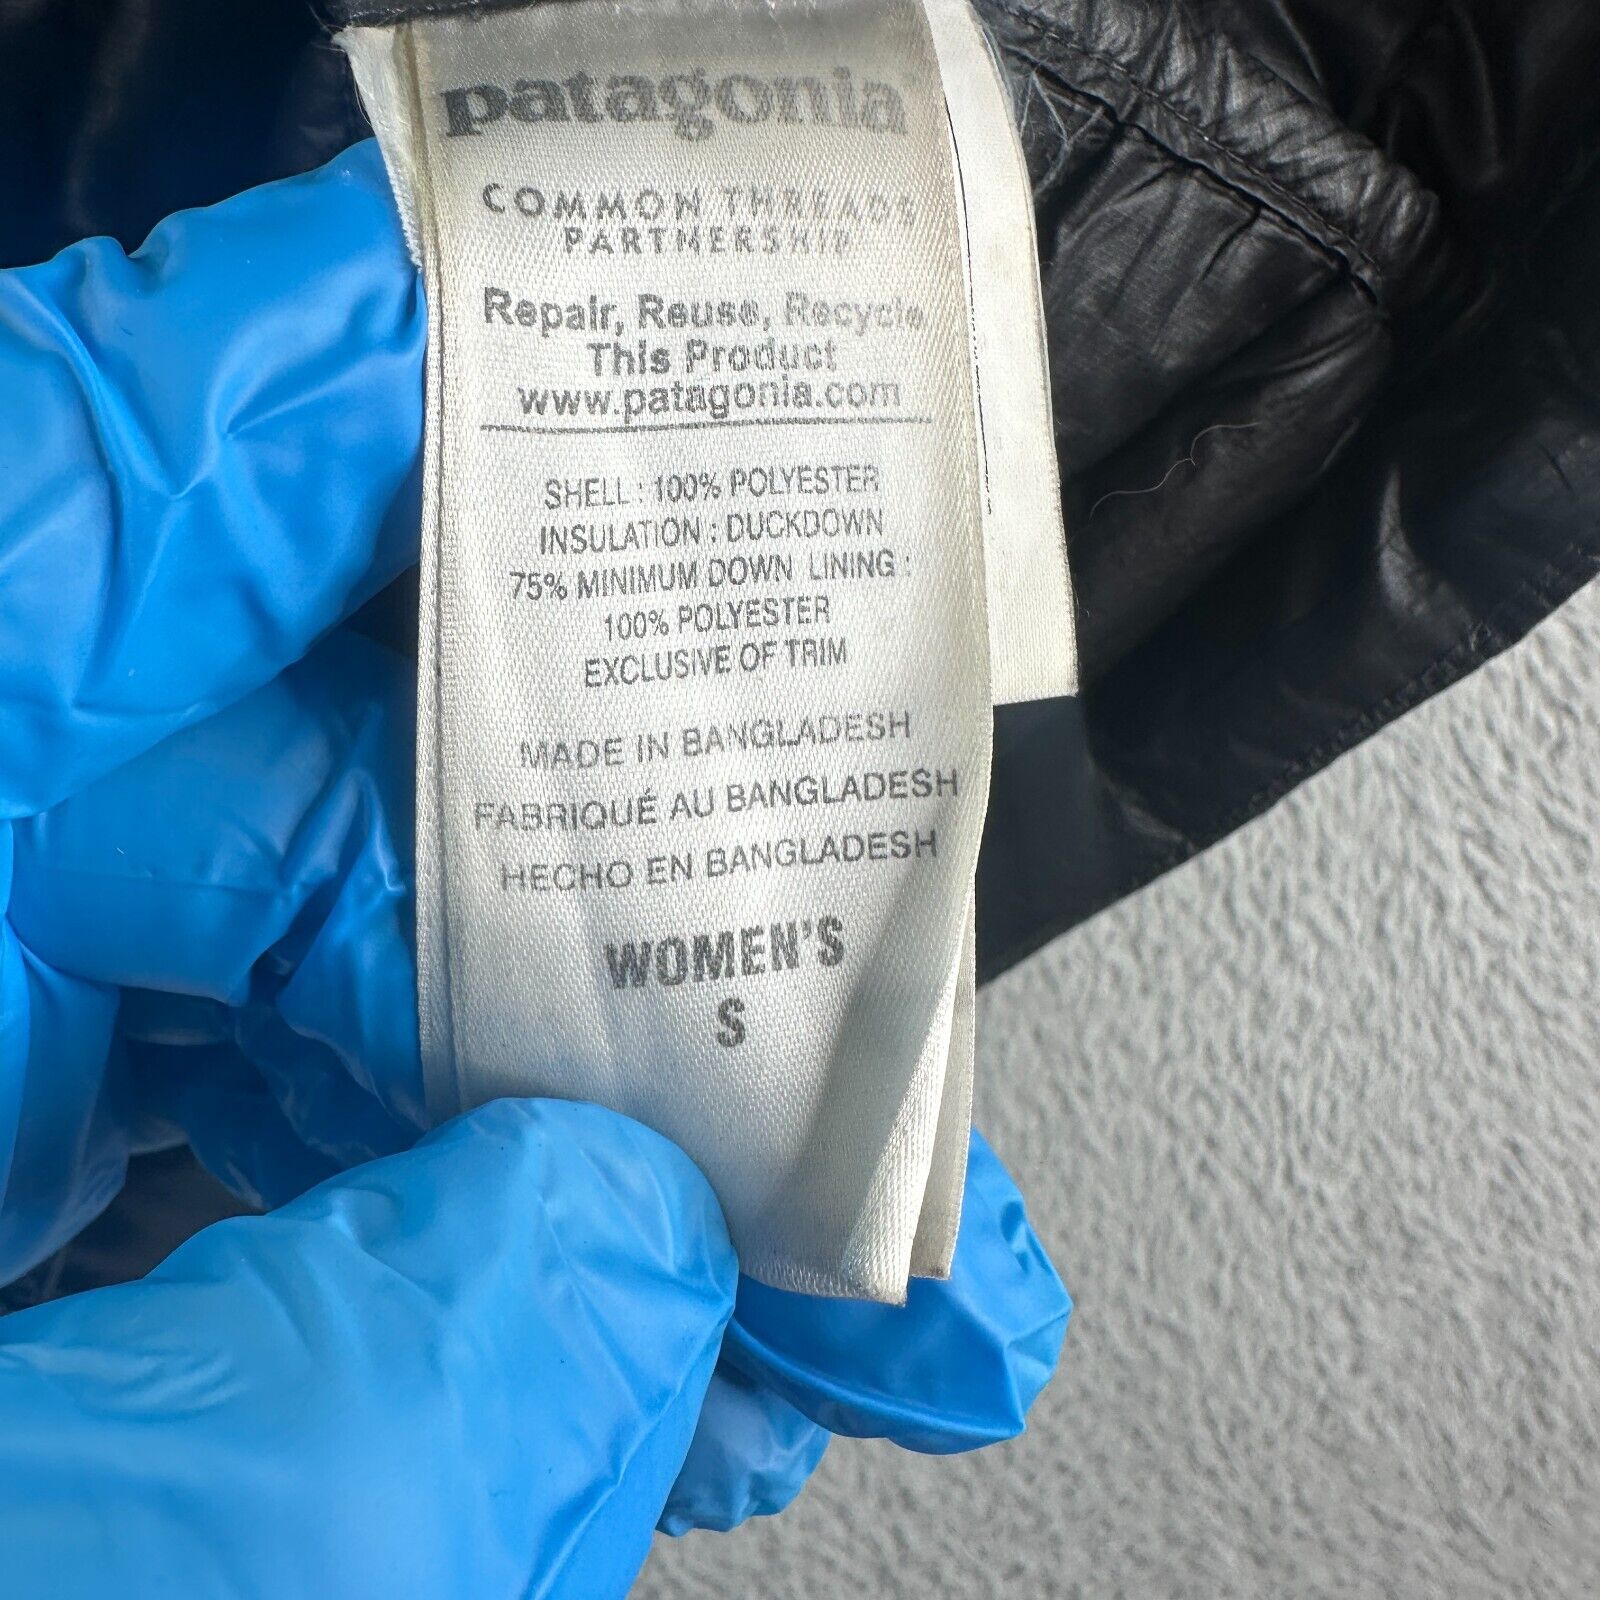 patagonia
COMMON THREADS
PARTNERSHIP
Repair, Reuse, Recycle
This Product
www.patagonia.com
SHELL : 100% POLYESTER
INSULATION : DUCKDOWN
75% MINIMUM DOWN LINING :
100% POLYESTER
EXCLUSIVE OF TRIM
MADE IN BANGLADESH
FABRIQUÉ AU BANGLADESH
HECHO EN BANGLADESH
WOMEN'S
S